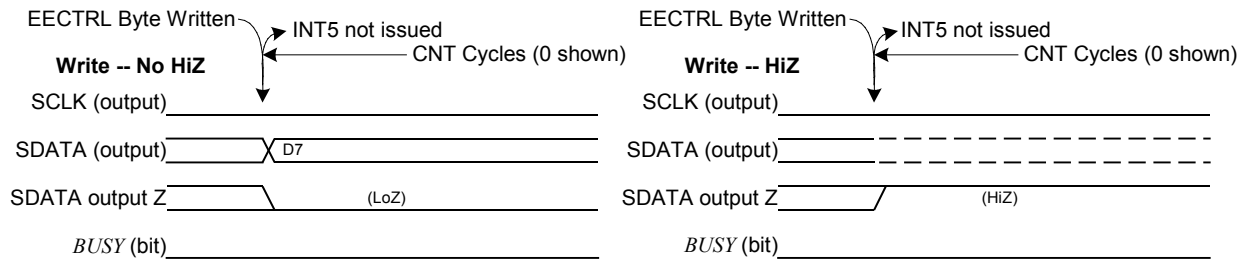 EECTRL Byte Written
INT5 not issued
CNT Cycles (0 shown)
Write -- No HiZ
SCLK (output)
SDATA (output)
D7
SDATA output Z
(LoZ)
BUSY (bit)
EECTRL Byte Written
INT5 not issued
CNT Cycles (0 shown)
Write -- HiZ
SCLK (output)
SDATA (output)
SDATA output Z
(HiZ)
BUSY (bit)